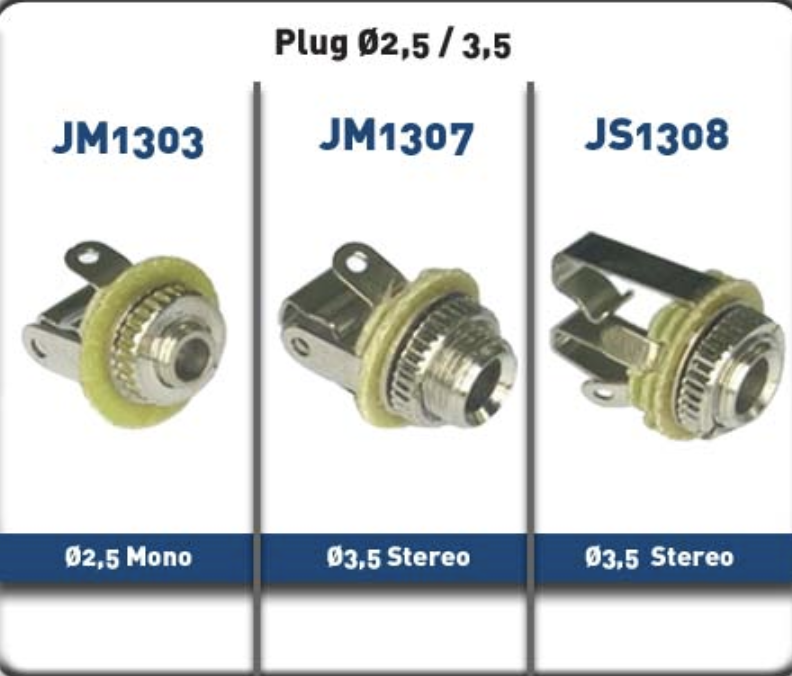 Plug Ø2,5 / 3,5
JM1303
JM1307
JS1308
Ø2,5 Mono
Ø3,5 Stereo
Ø3,5 Stereo